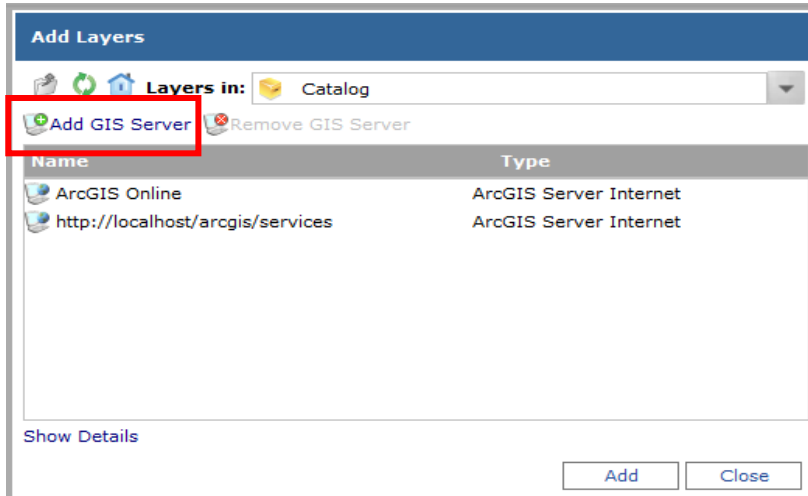 Add Layers
Layers in: Catalog
Add GIS Server Remove GIS Server
Name Type
ArcGIS Online ArcGIS Server Internet
http://localhost/arcgis/services ArcGIS Server Internet
Show Details
Add Close